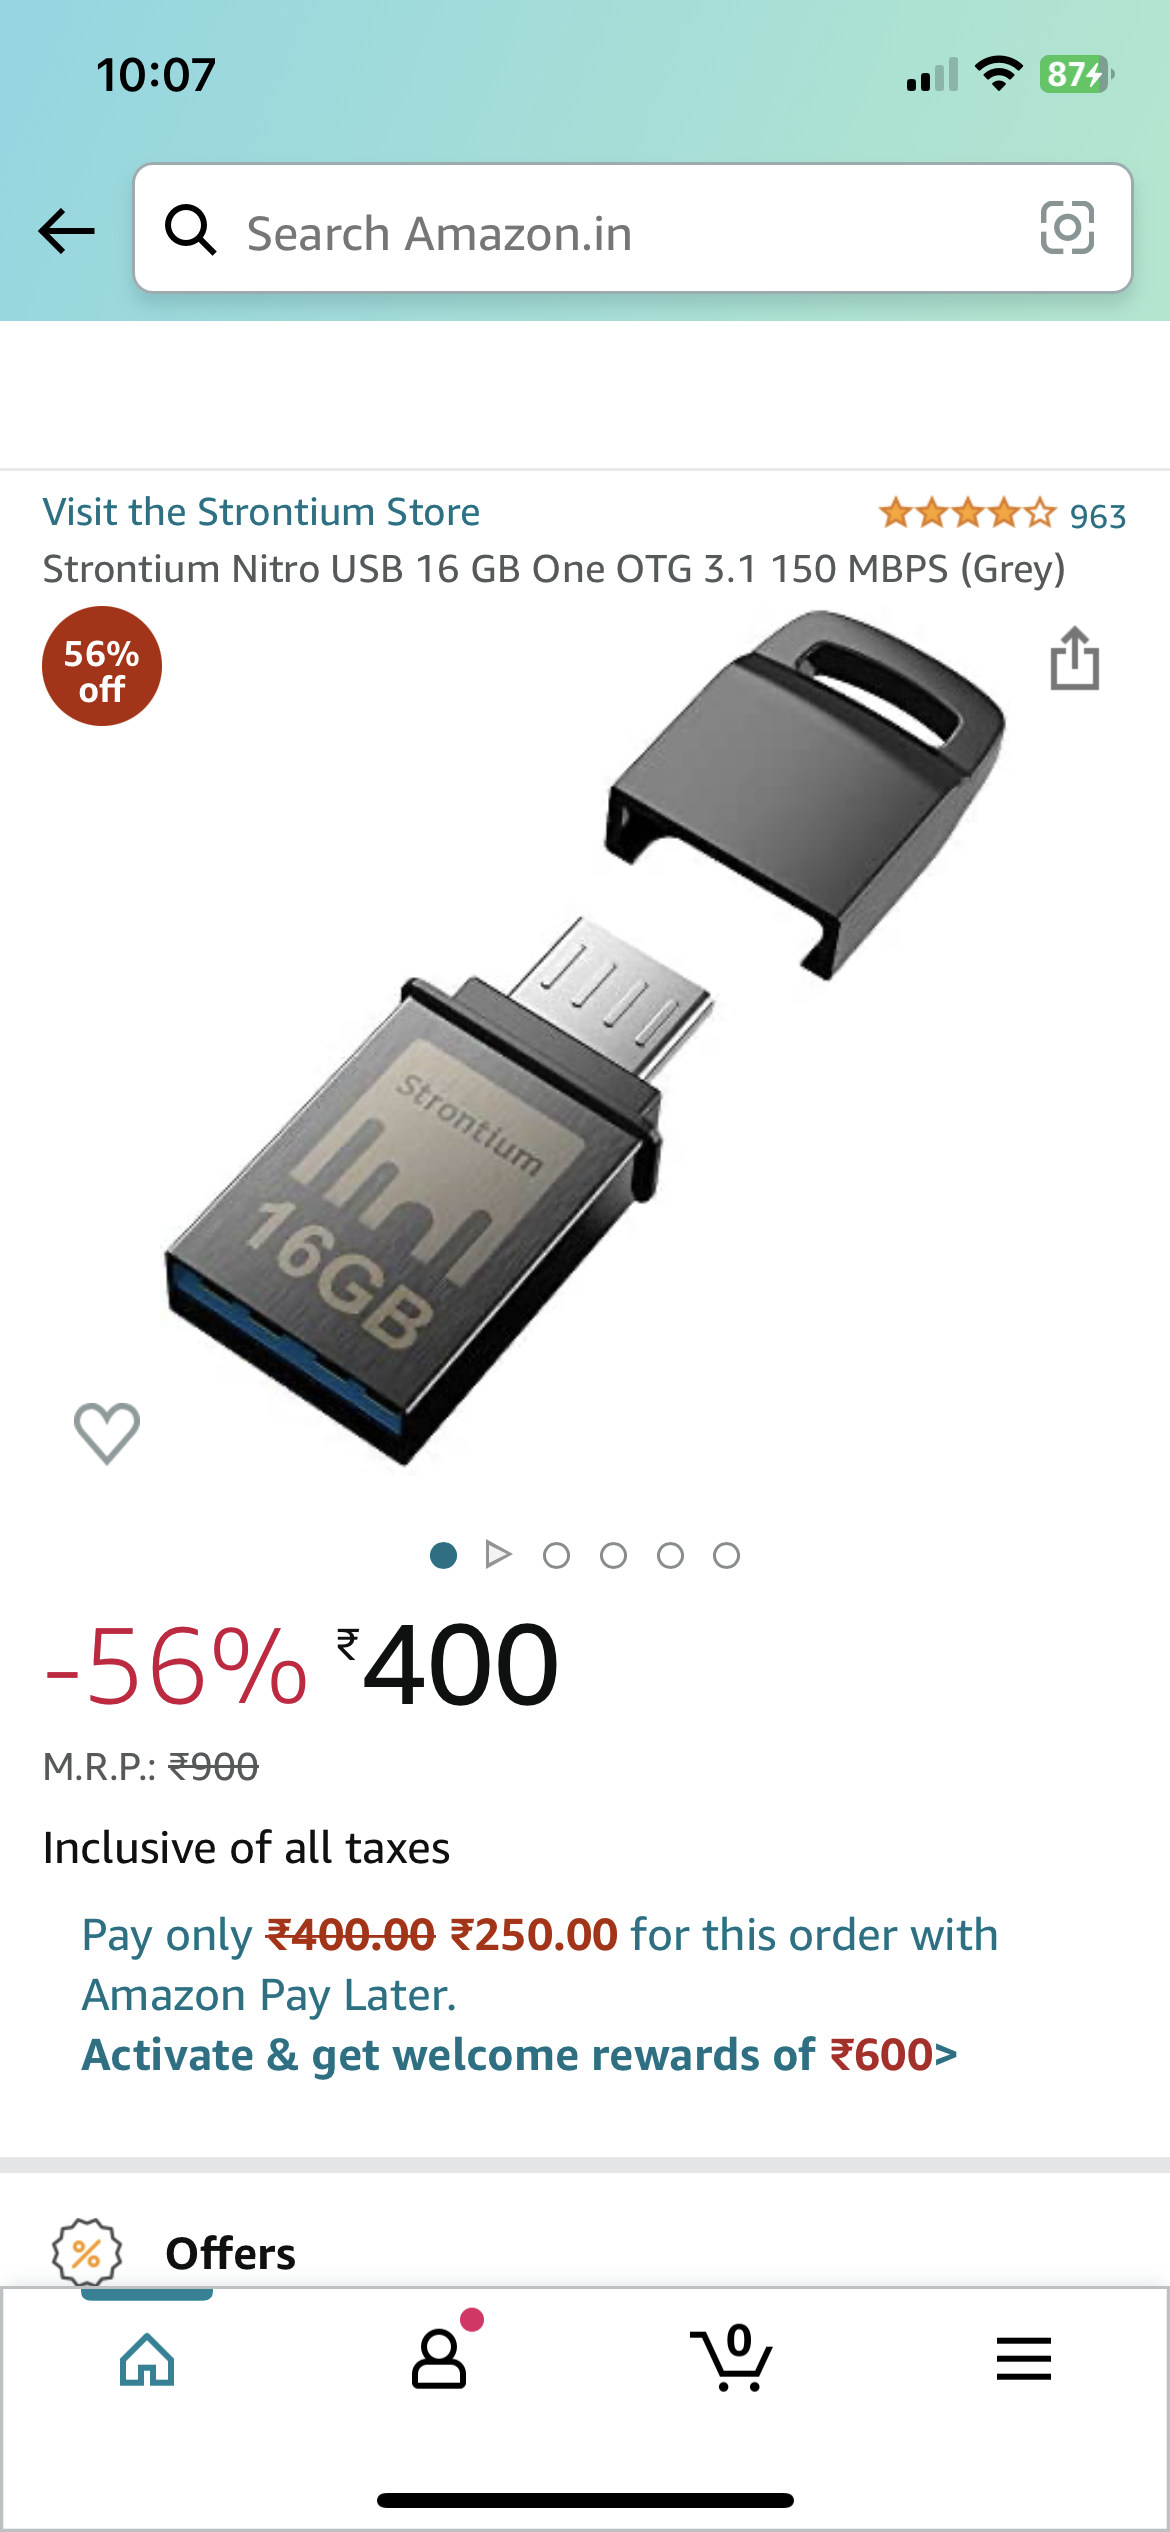 10:07
87
Search Amazon.in
Visit the Strontium Store
963
Strontium Nitro USB 16 GB One OTG 3.1 150 MBPS (Grey)
56%
off
Strontium
16GB
-56% ₹400
M.R.P.: ₹900
Inclusive of all taxes
Pay only ₹400.00 ₹250.00 for this order with
Amazon Pay Later.
Activate & get welcome rewards of ₹600>
% Offers
0